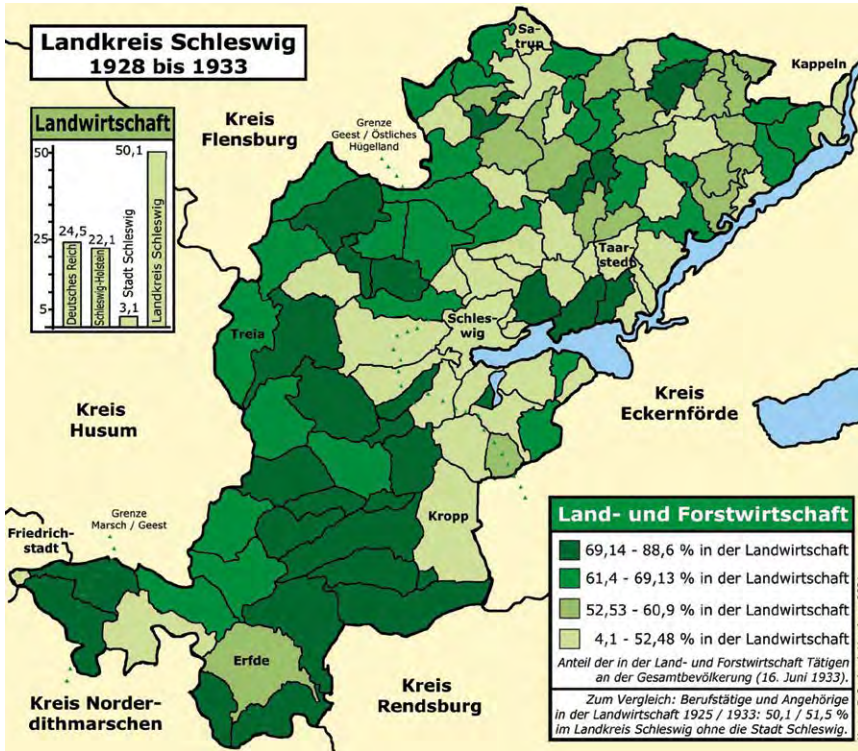 Landkreis Schleswig
1928 bis 1933
Landwirtschaft
50
25
5
24,5
22,1
3,1
50,1
Deutsches Reich
Schleswig-Holstein
Stadt Schleswig
Landkreis Schleswig
Kreis
Flensburg
Grenze
Geest / Östliches
Hügelland
Sa-
trup
Kappeln
Taar-
stedt
Schles-
wig
Treia
Kreis
Husum
Kreis
Eckernförde
Grenze
Marsch / Geest
Friedrich-
stadt
Kropp
Erfde
Kreis Norder-
dithmarschen
Kreis
Rendsburg
Land- und Forstwirtschaft
69,14 - 88,6 % in der Landwirtschaft
61,4 - 69,13 % in der Landwirtschaft
52,53 - 60,9 % in der Landwirtschaft
4,1 - 52,48 % in der Landwirtschaft
Anteil der in der Land- und Forstwirtschaft Tätigen
an der Gesamtbevölkerung (16. Juni 1933).
Zum Vergleich: Berufstätige und Angehörige
in der Landwirtschaft 1925 / 1933: 50,1 / 51,5 %
im Landkreis Schleswig ohne die Stadt Schleswig.